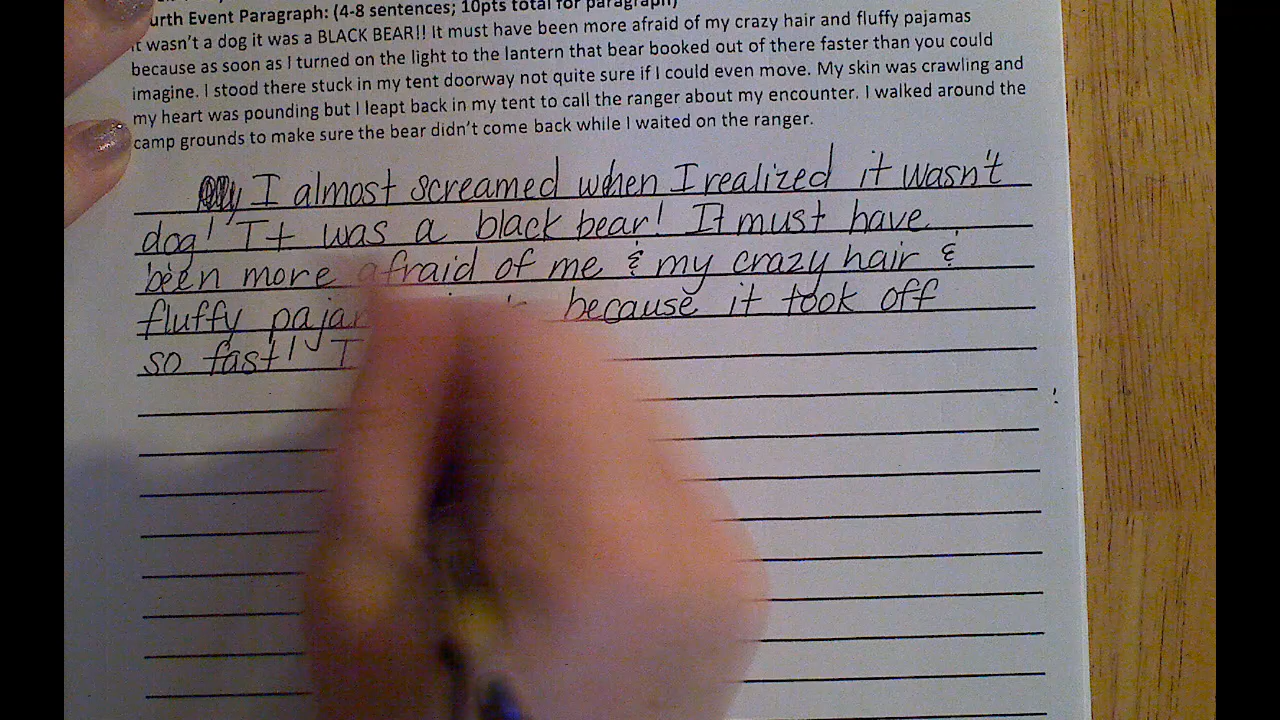 urth Event Paragraph: (4-8 sentences; 10pts total for paragraph)
it wasn't a dog it was a BLACK BEAR!! It must have been more afraid of my crazy hair and fluffy pajamas
because as soon as I turned on the light to the lantern that bear booked out of there faster than you could
imagine. I stood there stuck in my tent doorway not quite sure if I could even move. My skin was crawling and
my heart was pounding but I leapt back in my tent to call the ranger about my encounter. I walked around the
camp grounds to make sure the bear didn't come back while I waited on the ranger.
I almost screamed when I realized it wasn't
dog! It was a black bear! It must have
been more afraid of me & my crazy hair &
fluffy because it took off
so fast! I